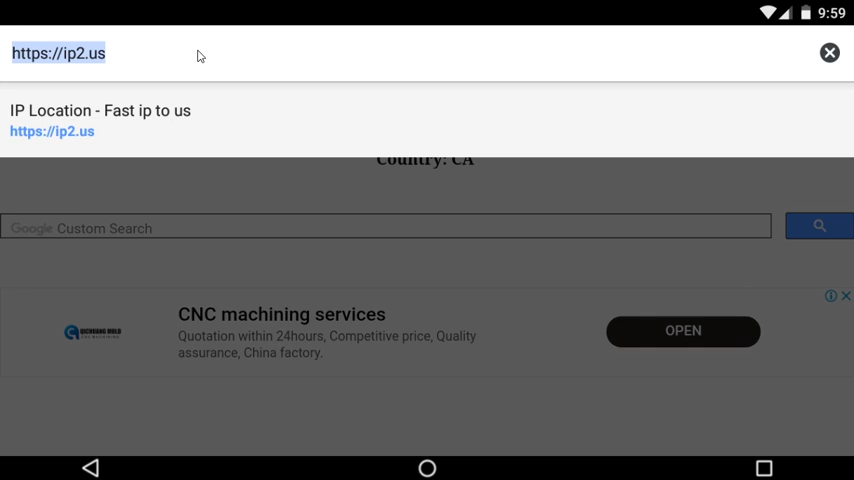 9:59
https://ip2.us
IP Location - Fast ip to us
https://ip2.us
Country: CA
Google Custom Search
CNC machining services
Quotation within 24hours, Competitive price, Quality
assurance, China factory.
OPEN